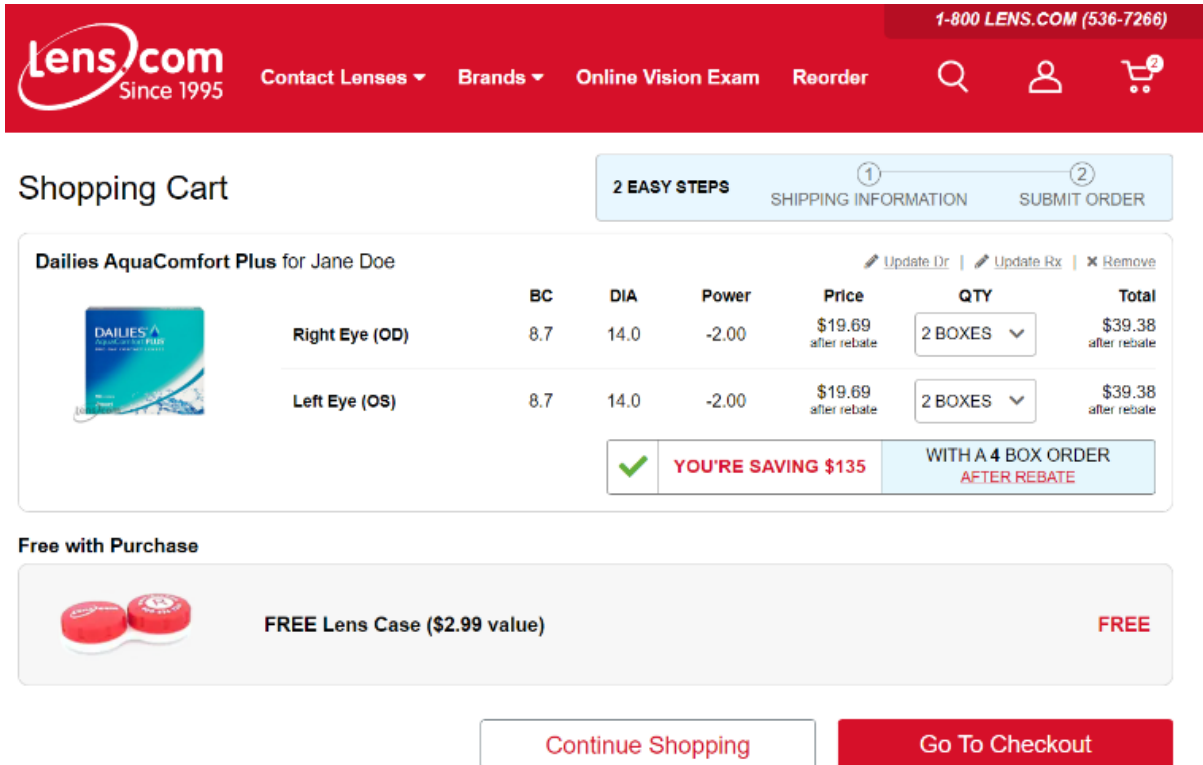 1-800 LENS.COM (536-7266)
Lens.com
Since 1995
Contact Lenses
Brands
Online Vision Exam
Reorder
2
Shopping Cart
2 EASY STEPS
1
SHIPPING INFORMATION
2
SUBMIT ORDER
Dailies AquaComfort Plus for Jane Doe
Update Dr | Update Rx | Remove
BC DIA Power Price QTY Total
DAILIES
AquaComfort PLUS
Right Eye (OD) 8.7 14.0 -2.00 $19.69 2 BOXES $39.38
after rebate after rebate
Left Eye (OS) 8.7 14.0 -2.00 $19.69 2 BOXES $39.38
after rebate after rebate
YOU'RE SAVING $135
WITH A 4 BOX ORDER
AFTER REBATE
Free with Purchase
FREE Lens Case ($2.99 value) FREE
Continue Shopping
Go To Checkout